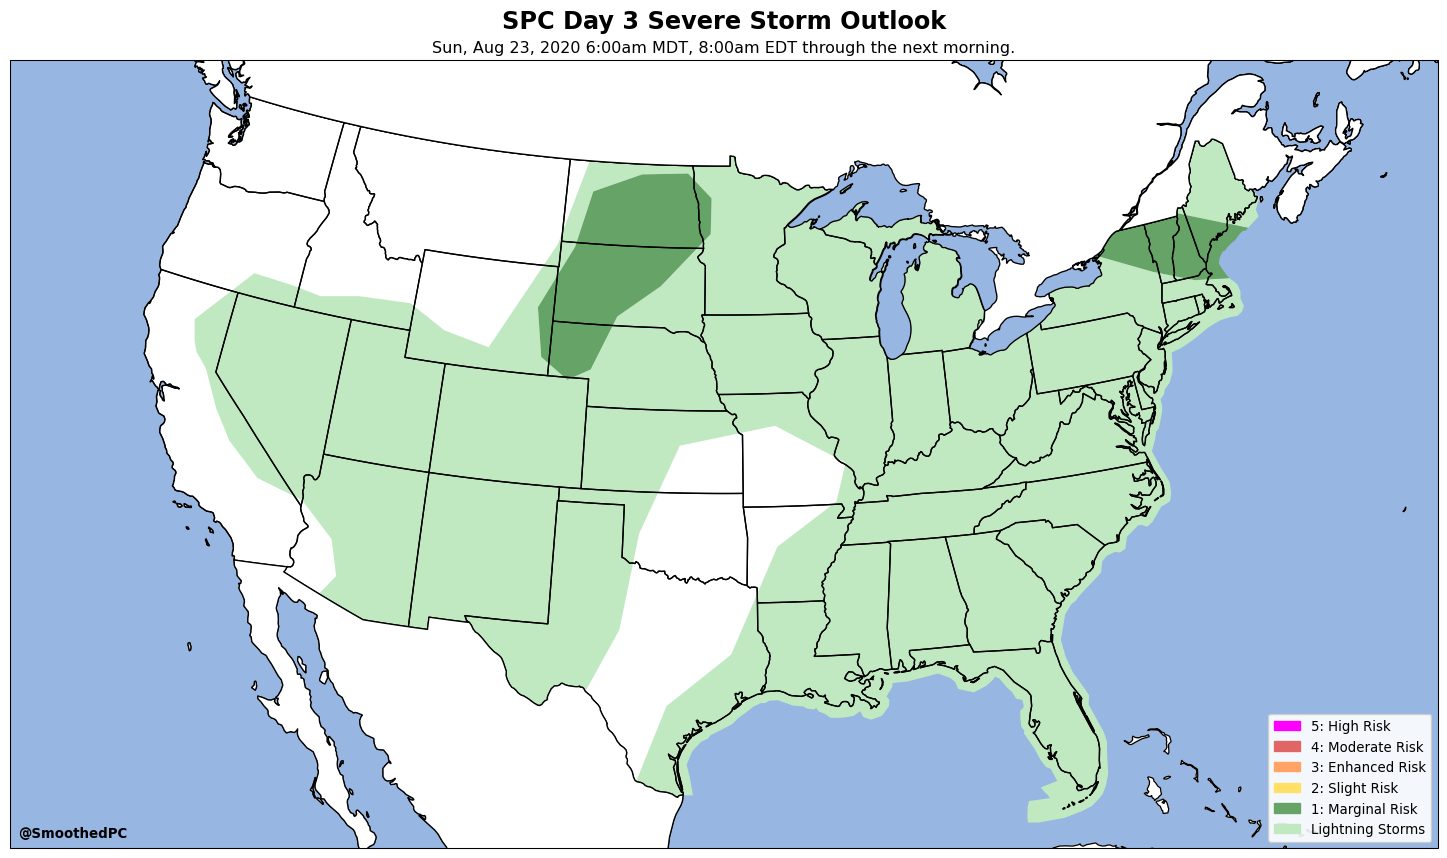 SPC Day 3 Severe Storm Outlook
Sun, Aug 23, 2020 6:00am MDT, 8:00am EDT through the next morning.
5: High Risk
4: Moderate Risk
3: Enhanced Risk
2: Slight Risk
1: Marginal Risk
Lightning Storms
@SmoothedPC